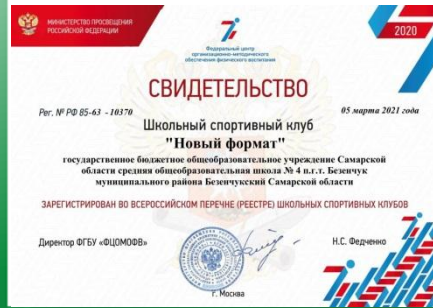 МИНИСТЕРСТВО ПРОСВЕЩЕНИЯ
РОССИЙСКОЙ ФЕДЕРАЦИИ
2020
Федеральный центр
организационно-методического
обеспечения физического воспитания
СВИДЕТЕЛЬСТВО
Рег. № РФ 85-63 -10370
05 марта 2021 года
Школьный спортивный клуб
"Новый формат"
государственное бюджетное общеобразовательное учреждение Самарской
области средняя общеобразовательная школа № 4 п.г.т. Безенчук
муниципального района Безенчукский Самарской области
ЗАРЕГИСТРИРОВАН ВО ВСЕРОССИЙСКОМ ПЕРЕЧНЕ (РЕЕСТРЕ) ШКОЛЬНЫХ СПОРТИВНЫХ КЛУБОВ
Директор ФГБУ «ФЦОМОФВ»
Н.С. Федченко
г. Москва